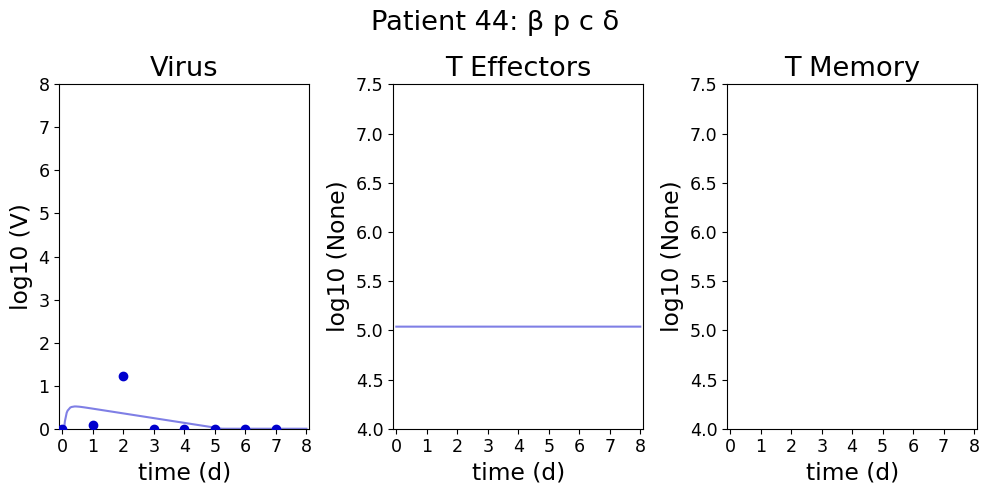 Patient 44: β p c δ
Virus
T Effectors
T Memory
log10 (V)
8
7
6
5
4
3
2
1
0
0 1 2 3 4 5 6 7 8
time (d)
log10 (None)
7.5
7.0
6.5
6.0
5.5
5.0
4.5
4.0
0 1 2 3 4 5 6 7 8
time (d)
log10 (None)
7.5
7.0
6.5
6.0
5.5
5.0
4.5
4.0
0 1 2 3 4 5 6 7 8
time (d)